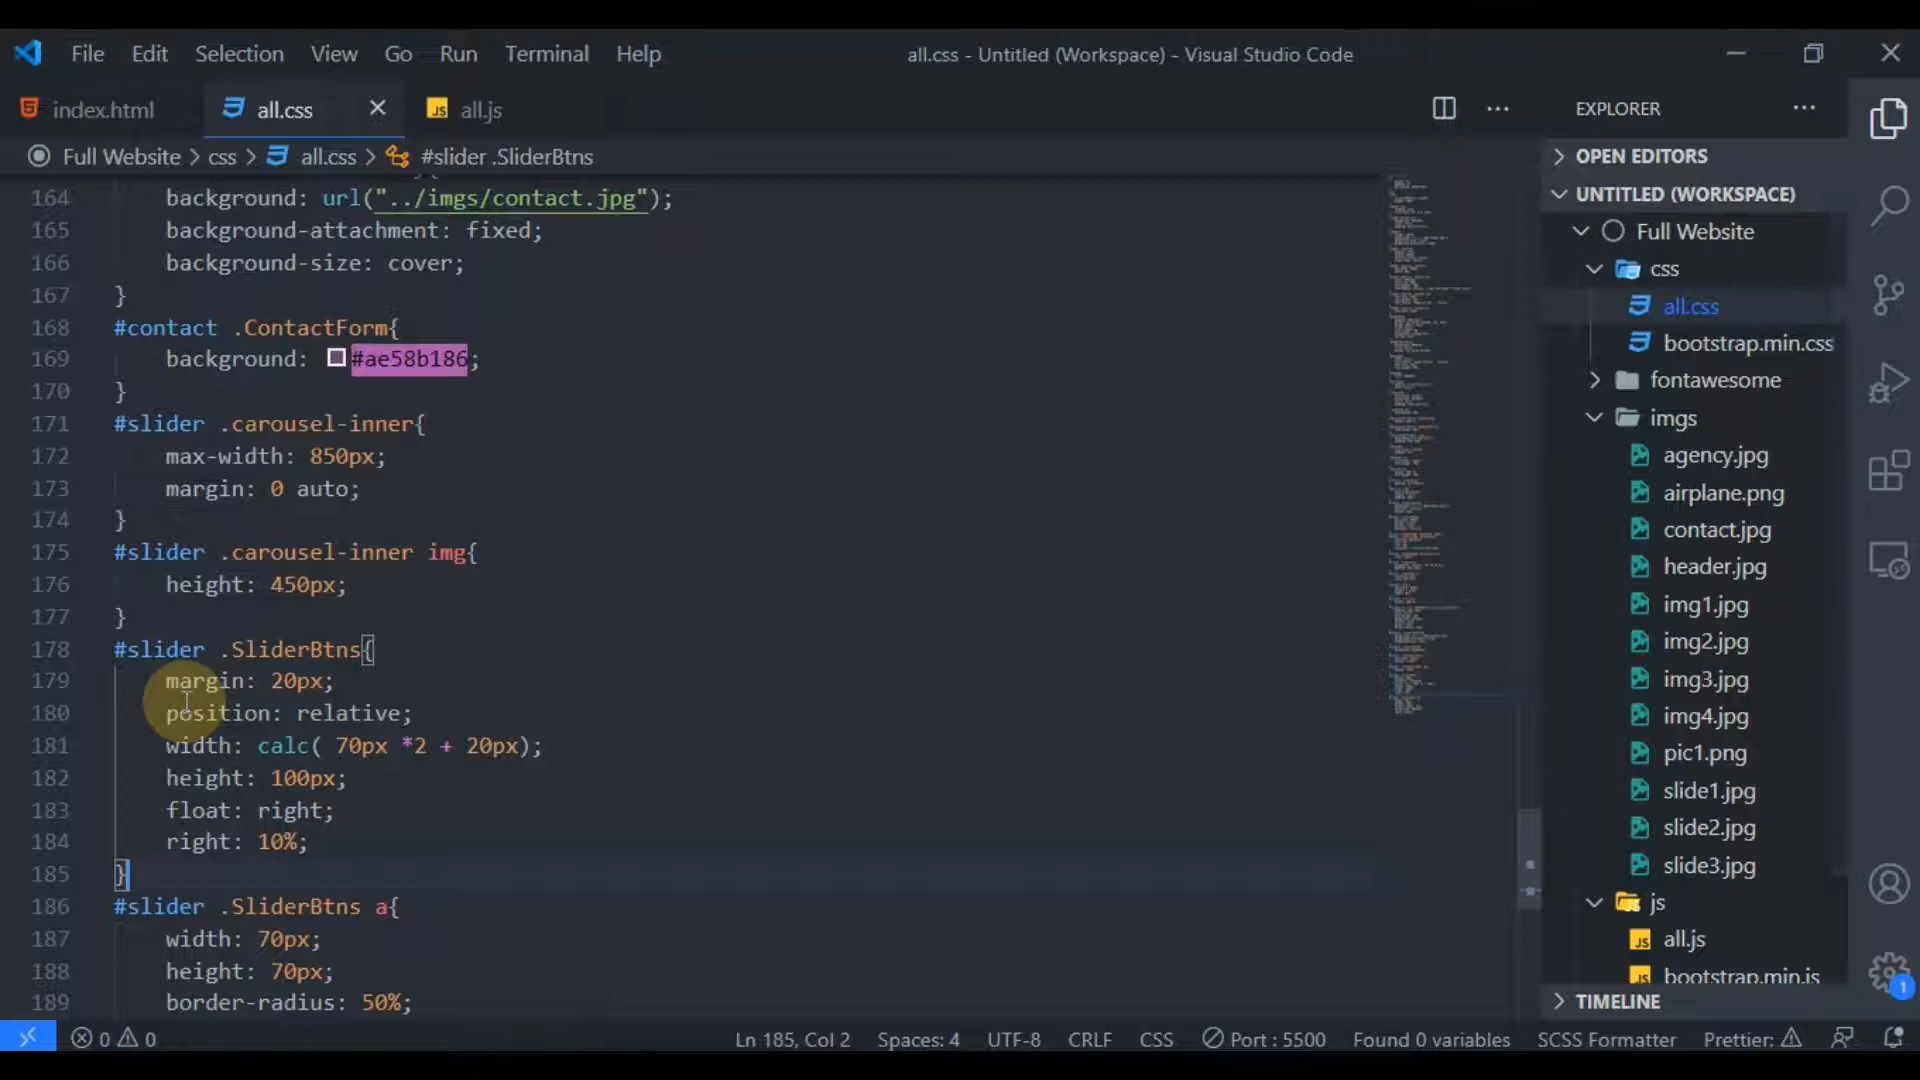 File Edit Selection View Go Run Terminal Help
all.css - Untitled (Workspace) - Visual Studio Code
index.html
all.css
JS all.js
Full Website > css > all.css > #slider .SliderBtns
164 background: url("../imgs/contact.jpg");
165 background-attachment: fixed;
166 background-size: cover;
167 }
168 #contact .ContactForm{
169 background: #ae58b186;
170 }
171 #slider .carousel-inner{
172 max-width: 850px;
173 margin: 0 auto;
174 }
175 #slider .carousel-inner img{
176 height: 450px;
177 }
178 #slider .SliderBtns{
179 margin: 20px;
180 position: relative;
181 width: calc( 70px *2 + 20px);
182 height: 100px;
183 float: right;
184 right: 10%;
185 }
186 #slider .SliderBtns a{
187 width: 70px;
188 height: 70px;
189 border-radius: 50%;
EXPLORER
OPEN EDITORS
UNTITLED (WORKSPACE)
Full Website
css
all.css
bootstrap.min.css
fontawesome
imgs
agency.jpg
airplane.png
contact.jpg
header.jpg
img1.jpg
img2.jpg
img3.jpg
img4.jpg
pic1.png
slide1.jpg
slide2.jpg
slide3.jpg
js
JS all.js
JS bootstrap.min.js
TIMELINE
1
0 0
Ln 185, Col 2
Spaces: 4
UTF-8
CRLF
CSS
Port : 5500
Found 0 variables
SCSS Formatter
Prettier: